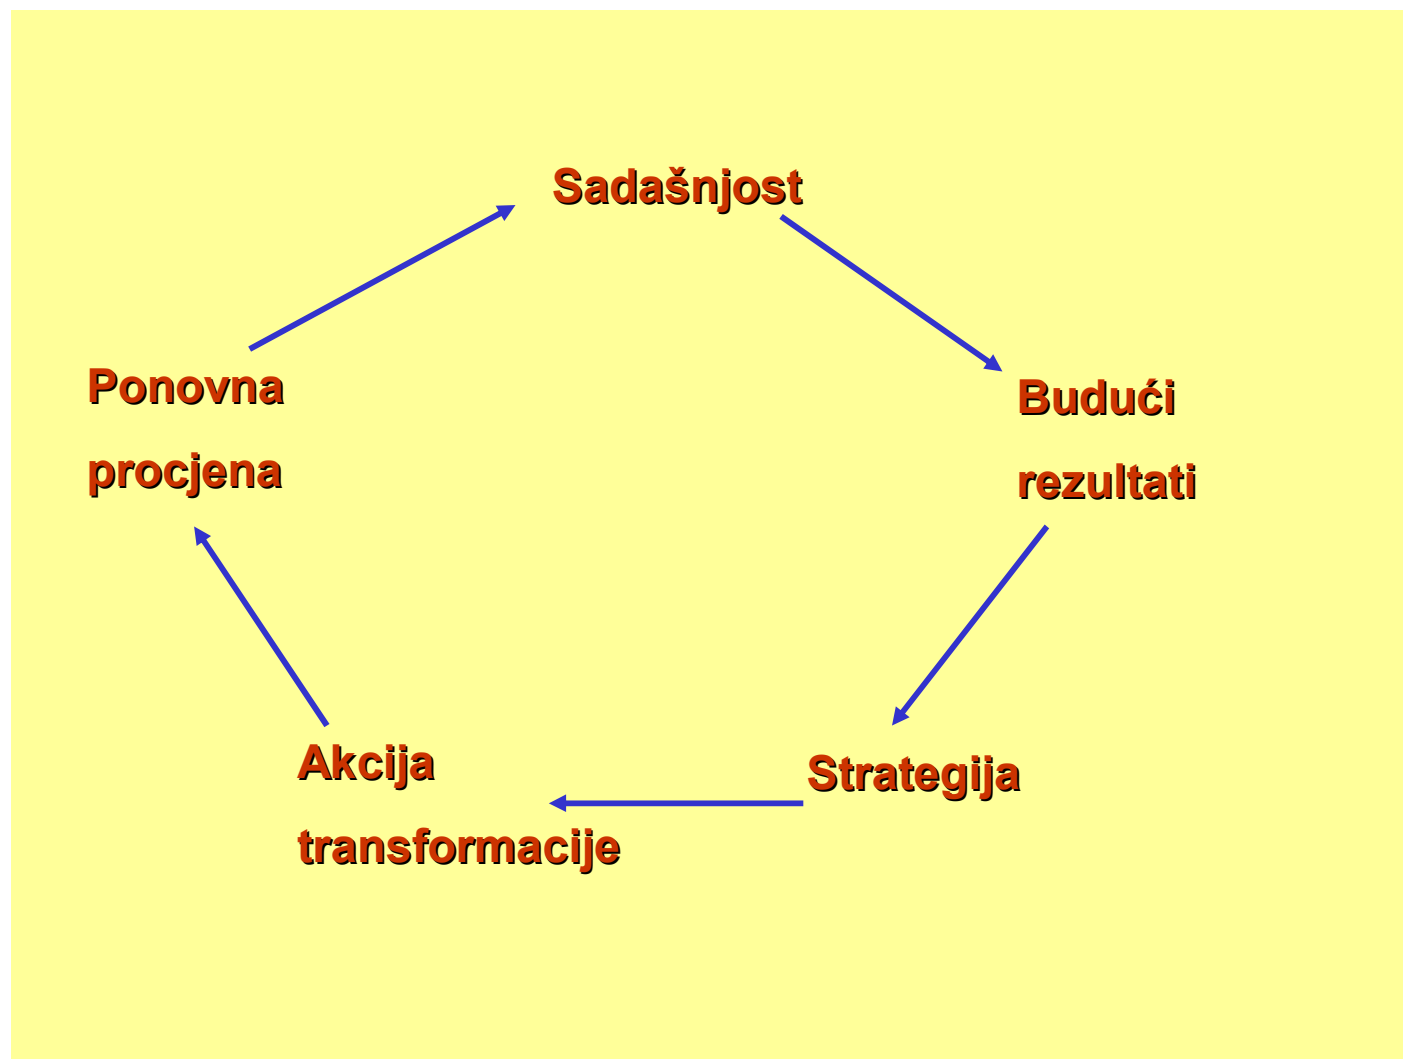 Sadašnjost
Budući
rezultati
Strategija
Akcija
transformacije
Ponovna
procjena